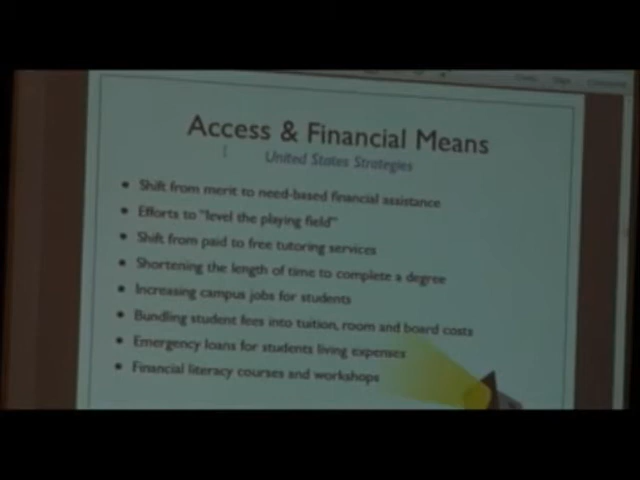 Access & Financial Means
United States Strategies
• Shift from merit to need-based financial assistance
• Efforts to "level the playing field"
• Shift from paid to free tutoring services
• Shortening the length of time to complete a degree
• Increasing campus jobs for students
• Bundling student fees into tuition, room and board costs
• Emergency loans for students living expenses
• Financial literacy courses and workshops